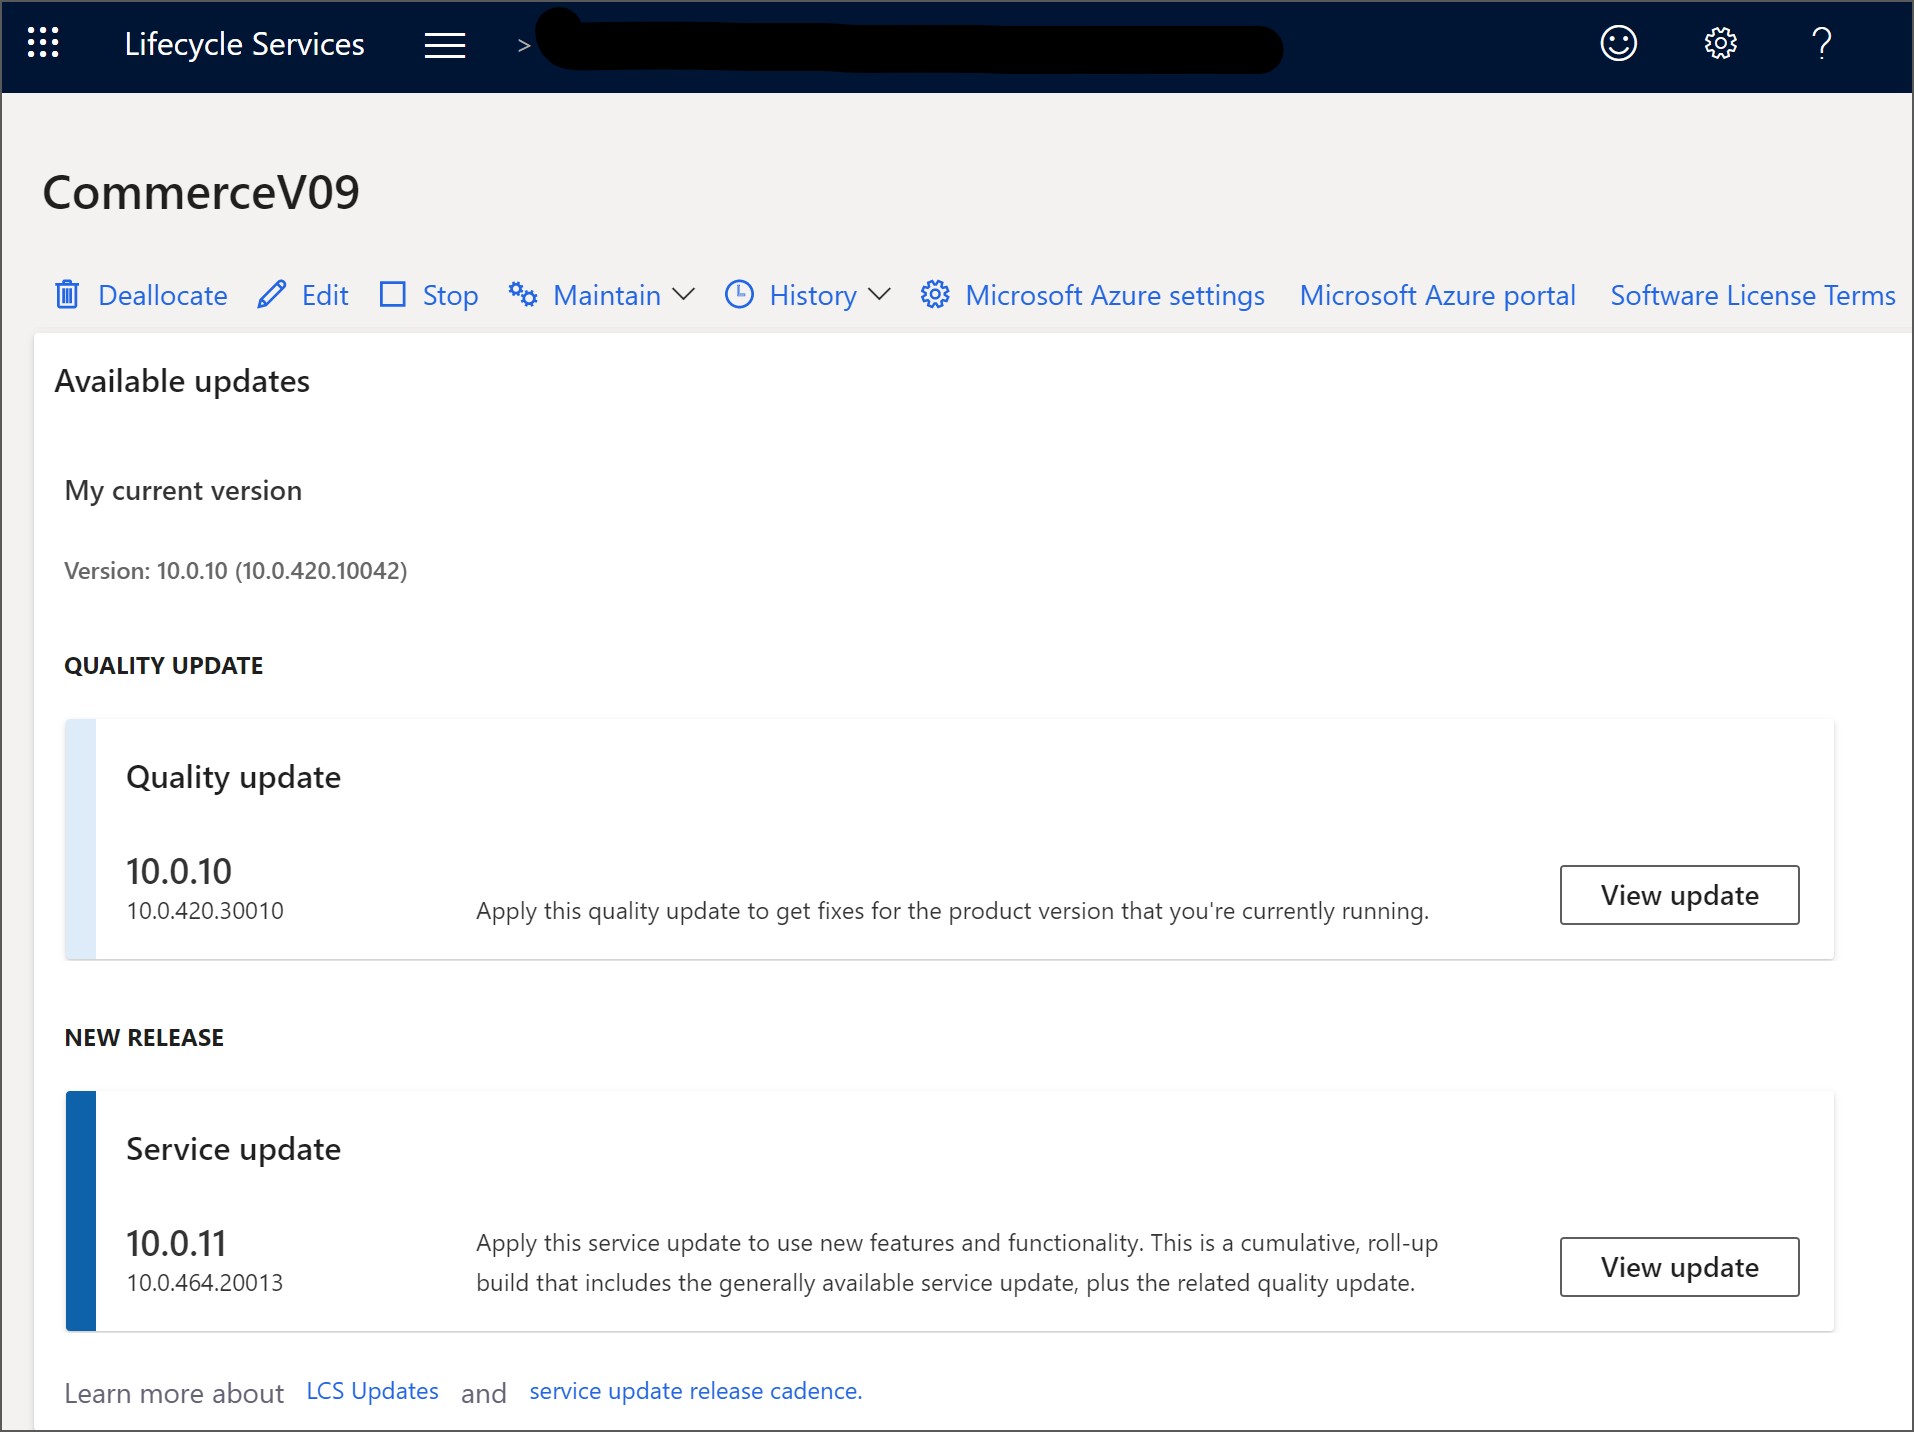 Lifecycle Services >
CommerceV09
Deallocate Edit Stop Maintain History Microsoft Azure settings Microsoft Azure portal Software License Terms
Available updates
My current version
Version: 10.0.10 (10.0.420.10042)
QUALITY UPDATE
Quality update
10.0.10
10.0.420.30010
Apply this quality update to get fixes for the product version that you're currently running.
View update
NEW RELEASE
Service update
10.0.11
10.0.464.20013
Apply this service update to use new features and functionality. This is a cumulative, roll-up
build that includes the generally available service update, plus the related quality update.
View update
Learn more about LCS Updates and service update release cadence.